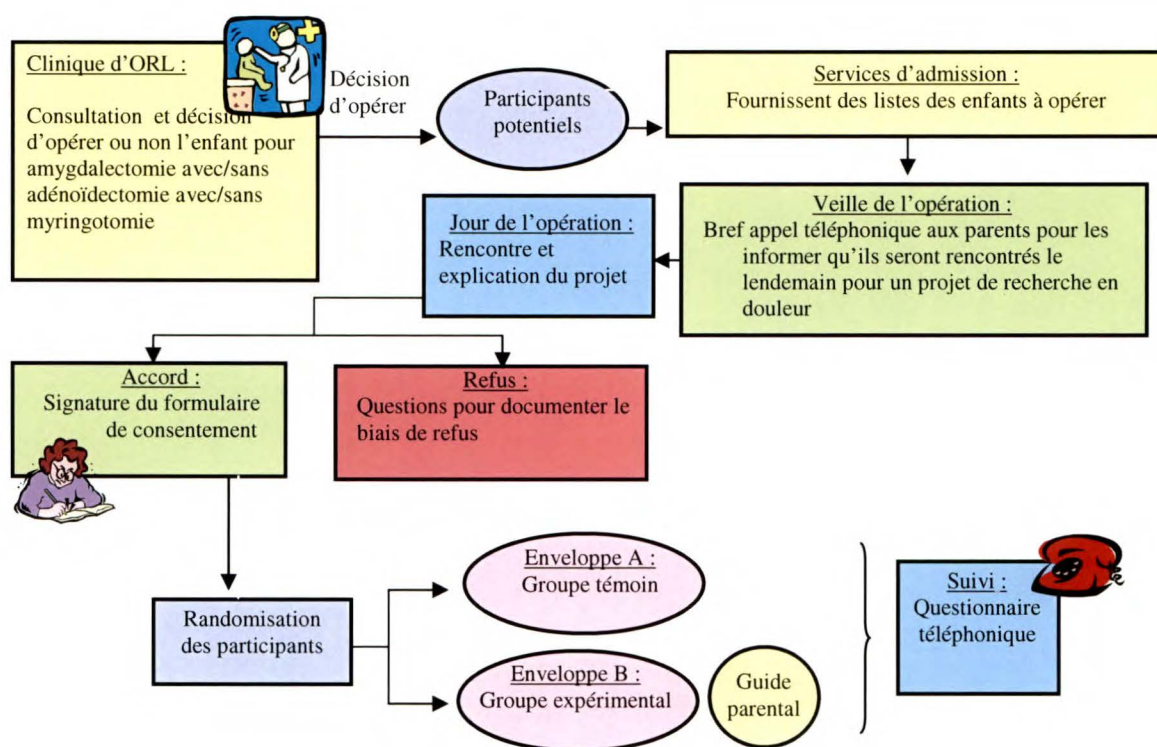 Clinique d'ORL :
Consultation et décision
d'opérer ou non l'enfant pour
amygdalectomie avec/sans
adénoïdectomie avec/sans
myringotomie
Décision
d'opérer
Participants
potentiels
Services d'admission :
Fournissent des listes des enfants à opérer
Veille de l'opération :
Bref appel téléphonique aux parents pour les
informer qu'ils seront rencontrés le
lendemain pour un projet de recherche en
douleur
Jour de l'opération :
Rencontre et
explication du projet
Accord :
Signature du formulaire
de consentement
Refus :
Questions pour documenter le
biais de refus
Randomisation
des participants
Enveloppe A :
Groupe témoin
Enveloppe B :
Groupe expérimental
Guide
parental
Suivi :
Questionnaire
téléphonique